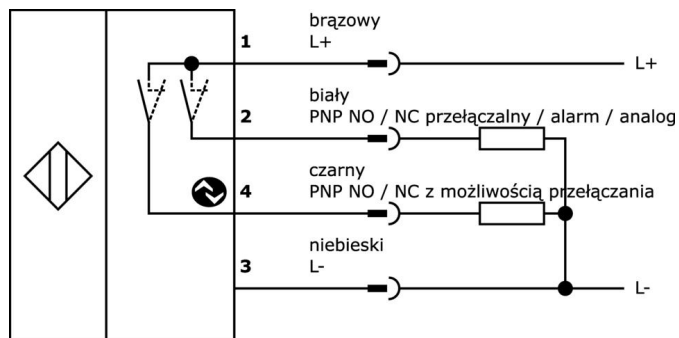 brązowy
1 L+
L+
biały
2 PNP NO / NC przełączalny / alarm / analog
czarny
4 PNP NO / NC z możliwością przełączania
niebieski
3 L-
L-